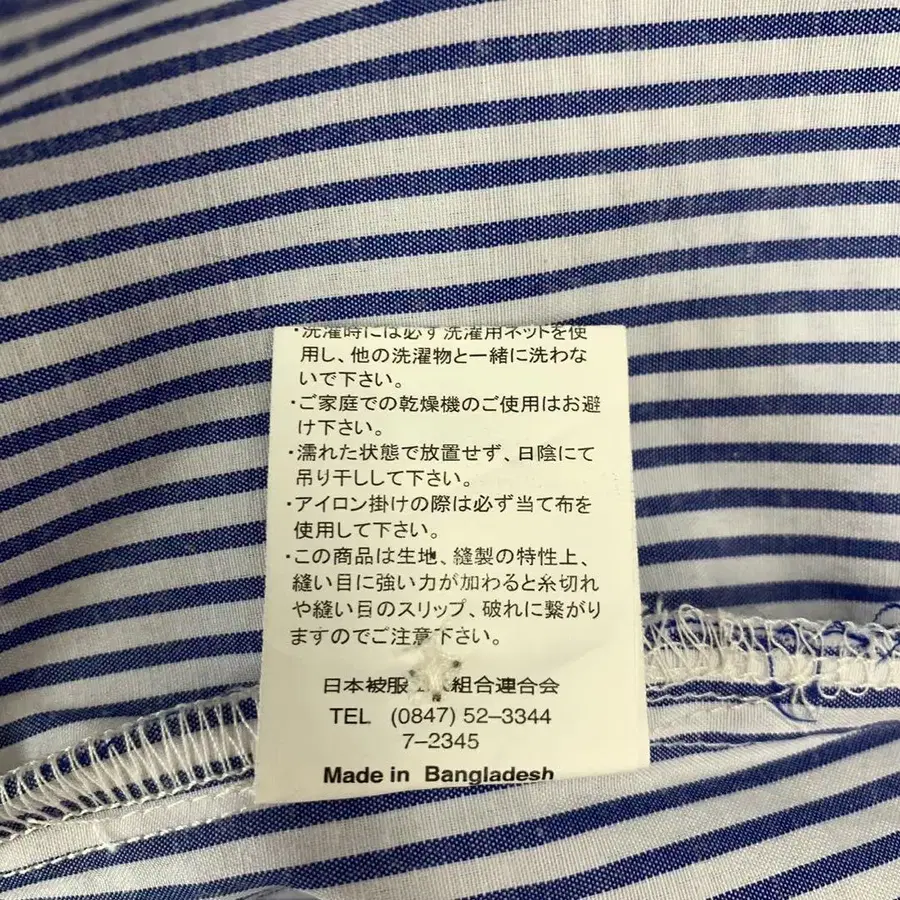 ・洗濯時には必ず洗濯用ネットを使
用し、他の洗濯物と一緒に洗わな
いで下さい。
・ご家庭での乾燥機のご使用はお避
け下さい。
・濡れた状態で放置せず、日陰にて
吊り干しして下さい。
・アイロン掛けの際は必ず当て布を
使用して下さい。
・この商品は生地、縫製の特性上、
縫い目に強い力が加わると糸切れ
や縫い目のスリップ、破れに繋がり
ますのでご注意下さい。
日本被服 組合連合会
TEL (0847) 52–3344
7–2345
Made in Bangladesh